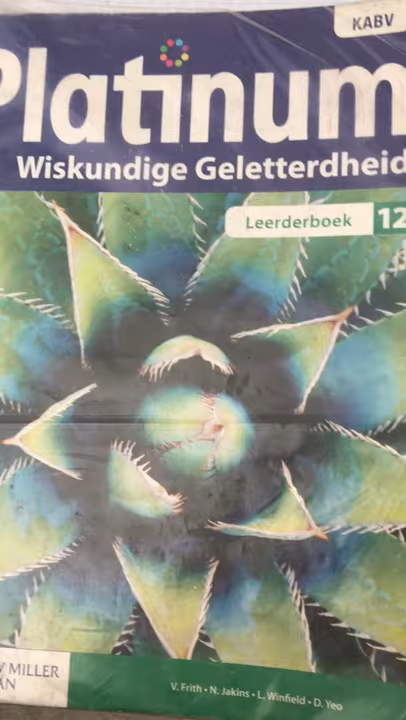 KABV
Platinum
Wiskundige Geletterdheid
Leerderboek 12
MILLER
V. Frith • N. Jakins • L. Winfield • D. Yeo